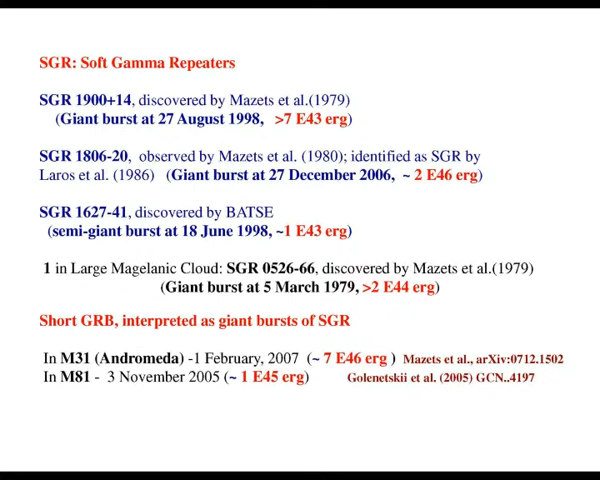 SGR: Soft Gamma Repeaters
SGR 1900+14, discovered by Mazets et al.(1979)
(Giant burst at 27 August 1998, >7 E43 erg)
SGR 1806-20, observed by Mazets et al. (1980); identified as SGR by
Laros et al. (1986) (Giant burst at 27 December 2006, ~ 2 E46 erg)
SGR 1627-41, discovered by BATSE
(semi-giant burst at 18 June 1998, ~1 E43 erg)
1 in Large Magelanic Cloud: SGR 0526-66, discovered by Mazets et al.(1979)
(Giant burst at 5 March 1979, >2 E44 erg)
Short GRB, interpreted as giant bursts of SGR
In M31 (Andromeda) -1 February, 2007 (~ 7 E46 erg ) Mazets et al., arXiv:0712.1502
In M81 - 3 November 2005 (~ 1 E45 erg) Golenetskii et al. (2005) GCN..4197